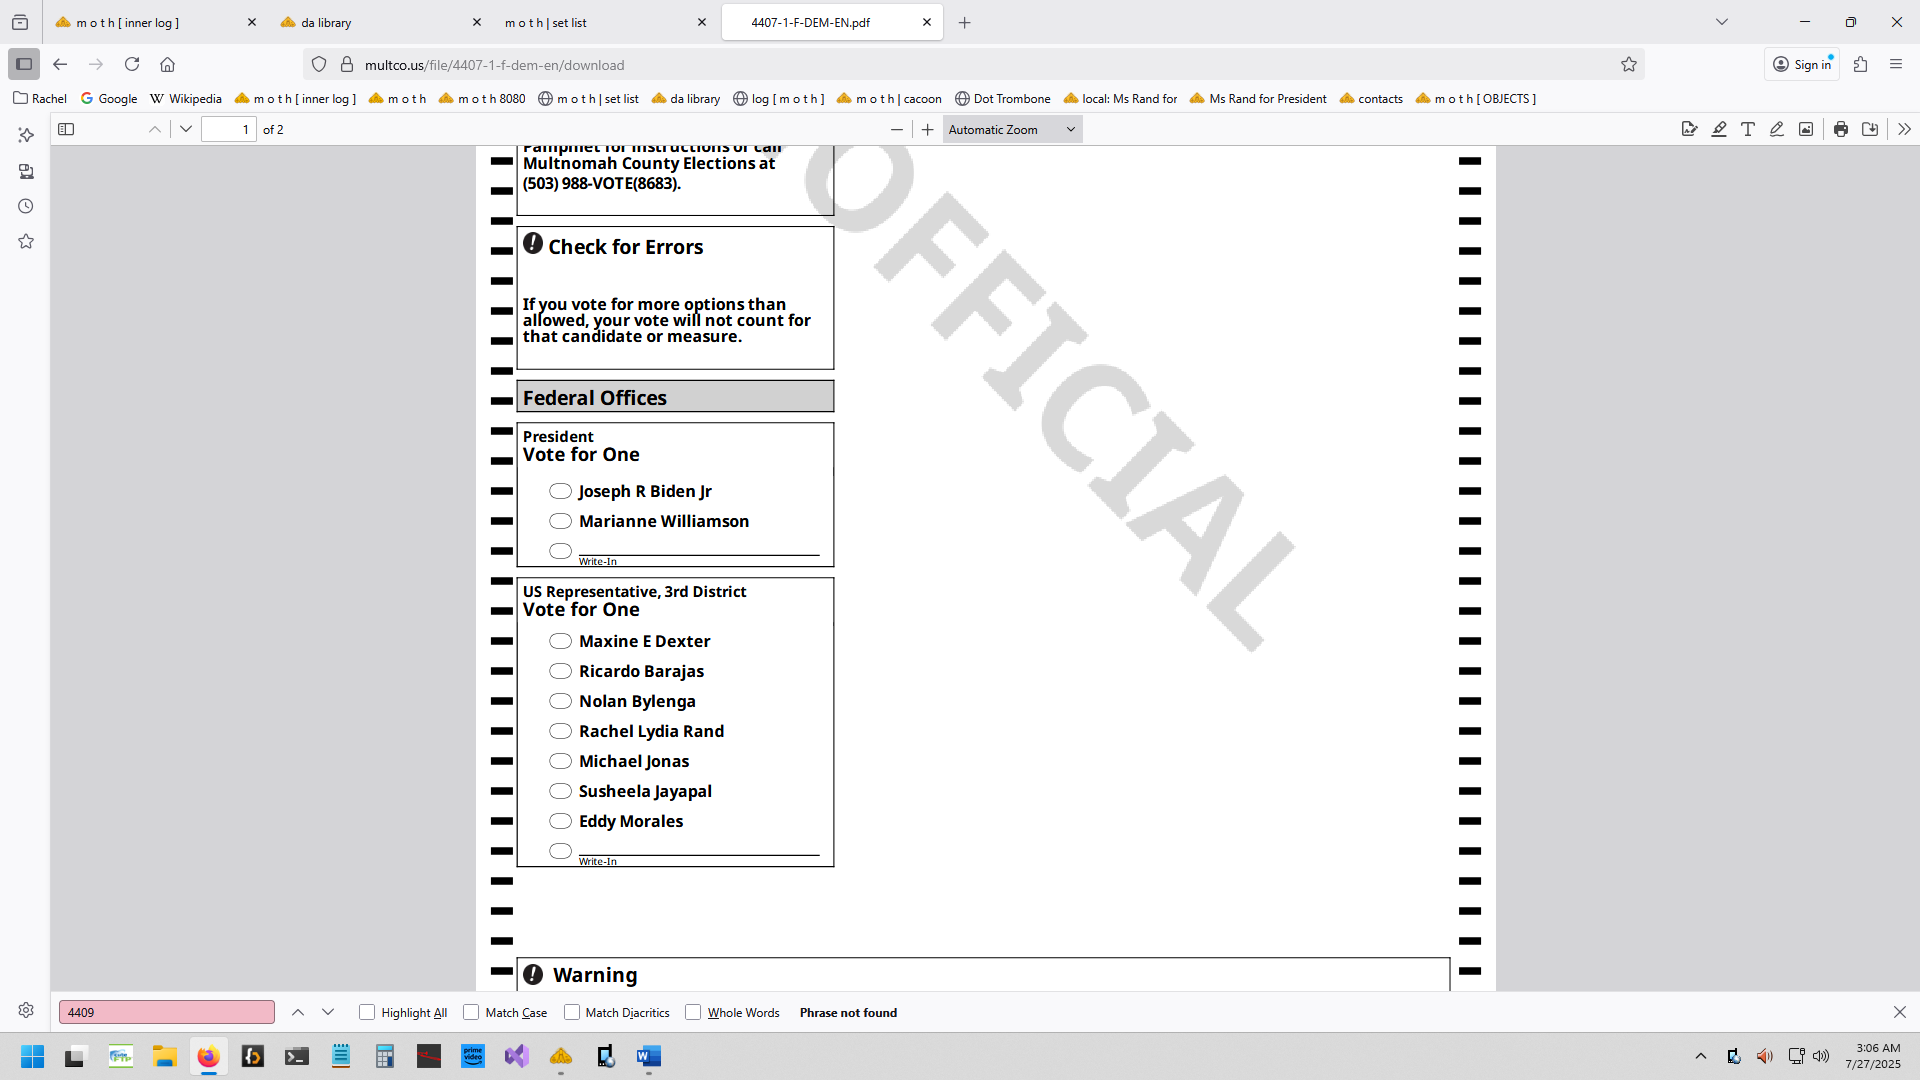 m o t h [ inner log ]
da library
m o t h | set list
4407-1-F-DEM-EN.pdf
multco.us/file/4407-1-f-dem-en/download
Sign in
Rachel
Google
Wikipedia
m o t h [ inner log ]
m o t h
m o t h 8080
m o t h | set list
da library
log [ m o t h ]
m o t h | cacoon
Dot Trombone
local: Ms Rand for
Ms Rand for President
contacts
m o t h [ OBJECTS ]
1 of 2
Automatic Zoom
Pamphlet for instructions or call
Multnomah County Elections at
(503) 988-VOTE(8683).
Check for Errors
If you vote for more options than
allowed, your vote will not count for
that candidate or measure.
OFFICIAL
Federal Offices
President
Vote for One
Joseph R Biden Jr
Marianne Williamson
Write-In
US Representative, 3rd District
Vote for One
Maxine E Dexter
Ricardo Barajas
Nolan Bylenga
Rachel Lydia Rand
Michael Jonas
Susheela Jayapal
Eddy Morales
Write-In
Warning
4409
Highlight All
Match Case
Match Diacritics
Whole Words
Phrase not found
prime video
3:06 AM
7/27/2025